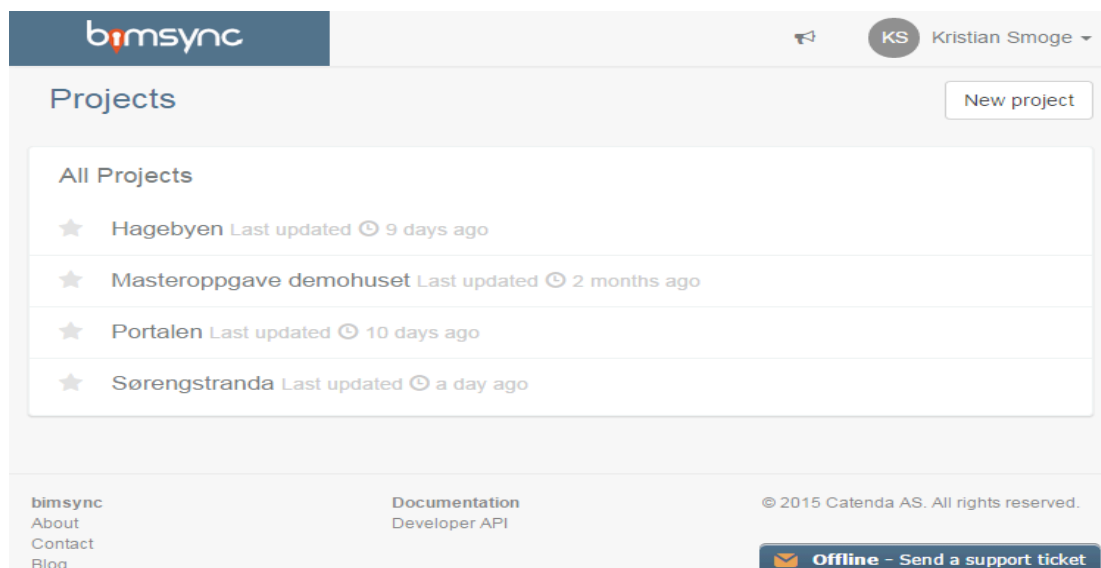 bimsync
KS Kristian Smoge
Projects
New project
All Projects
Hagebyen Last updated 9 days ago
Masteroppgave demohuset Last updated 2 months ago
Portalen Last updated 10 days ago
Sørengstranda Last updated a day ago
bimsync
About
Contact
Blog
Documentation
Developer API
© 2015 Catenda AS. All rights reserved.
Offline - Send a support ticket